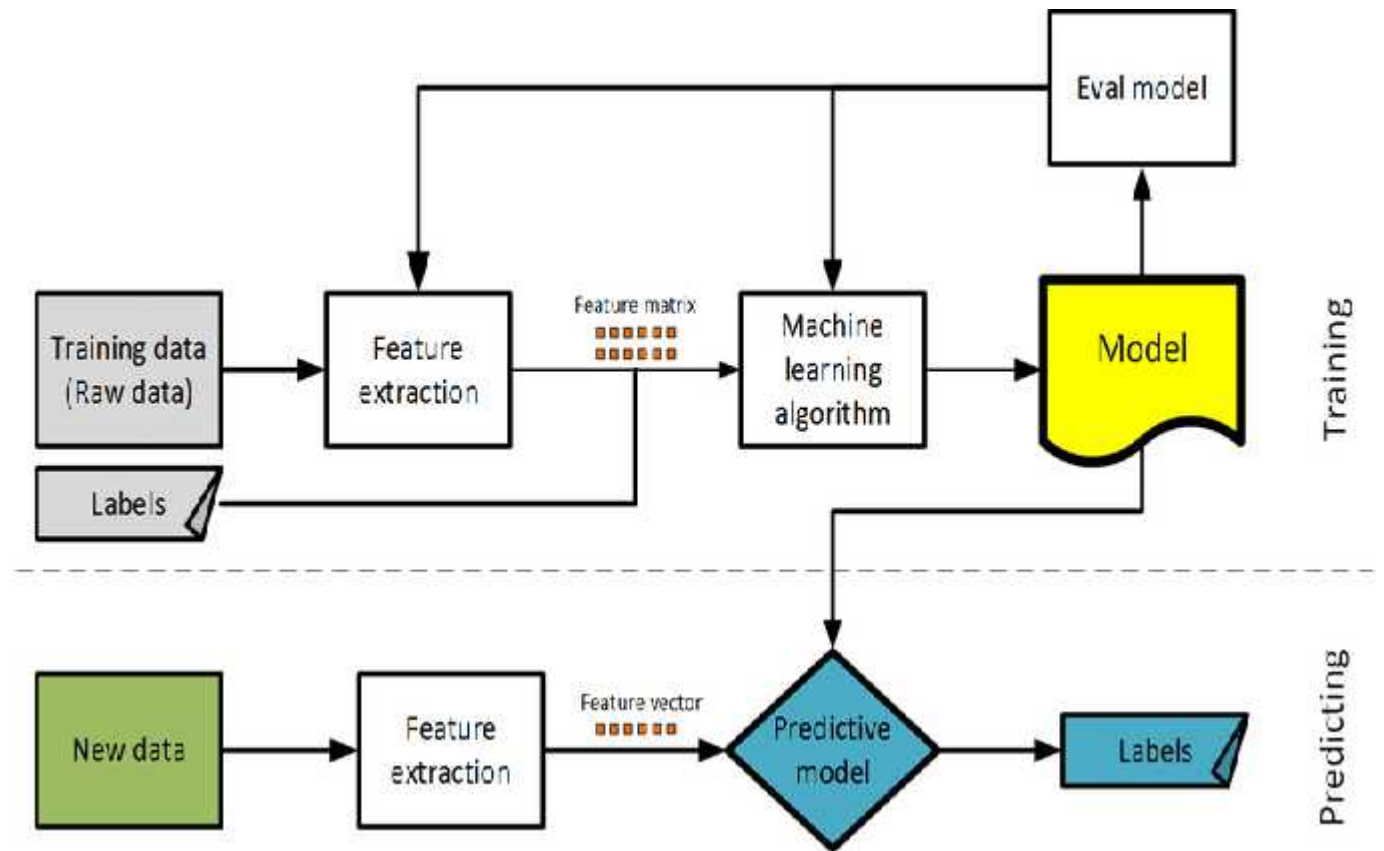 Eval model
Training data
(Raw data)
Feature
extraction
Feature matrix
Machine
learning
algorithm
Model
Training
Labels
New data
Feature
extraction
Feature vector
Predictive
model
Labels
Predicting